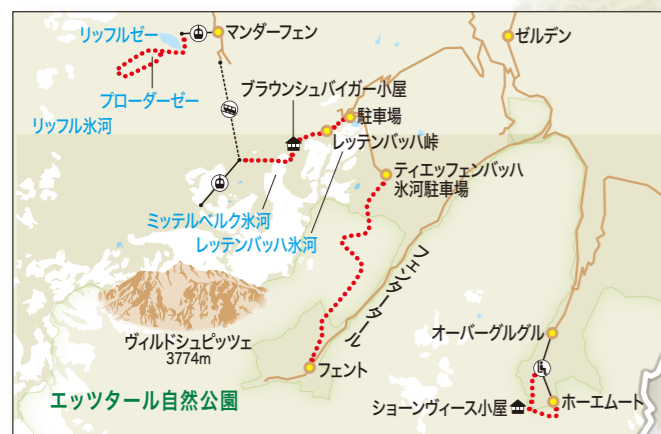 リッフルゼー
マンダーフェン
ゼルデン
プローダーゼー
ブラウンシュバイガー小屋
駐車場
リッフル氷河
レッテンバッハ峠
ティエッフェンバッハ
氷河駐車場
ミッテルベルク氷河
レッテンバッハ氷河
フェンタータール
ヴィルドシュピッツェ
3774m
オーバーグルグル
フェント
エッツタール自然公園
ショーンヴィース小屋
ホーエムート